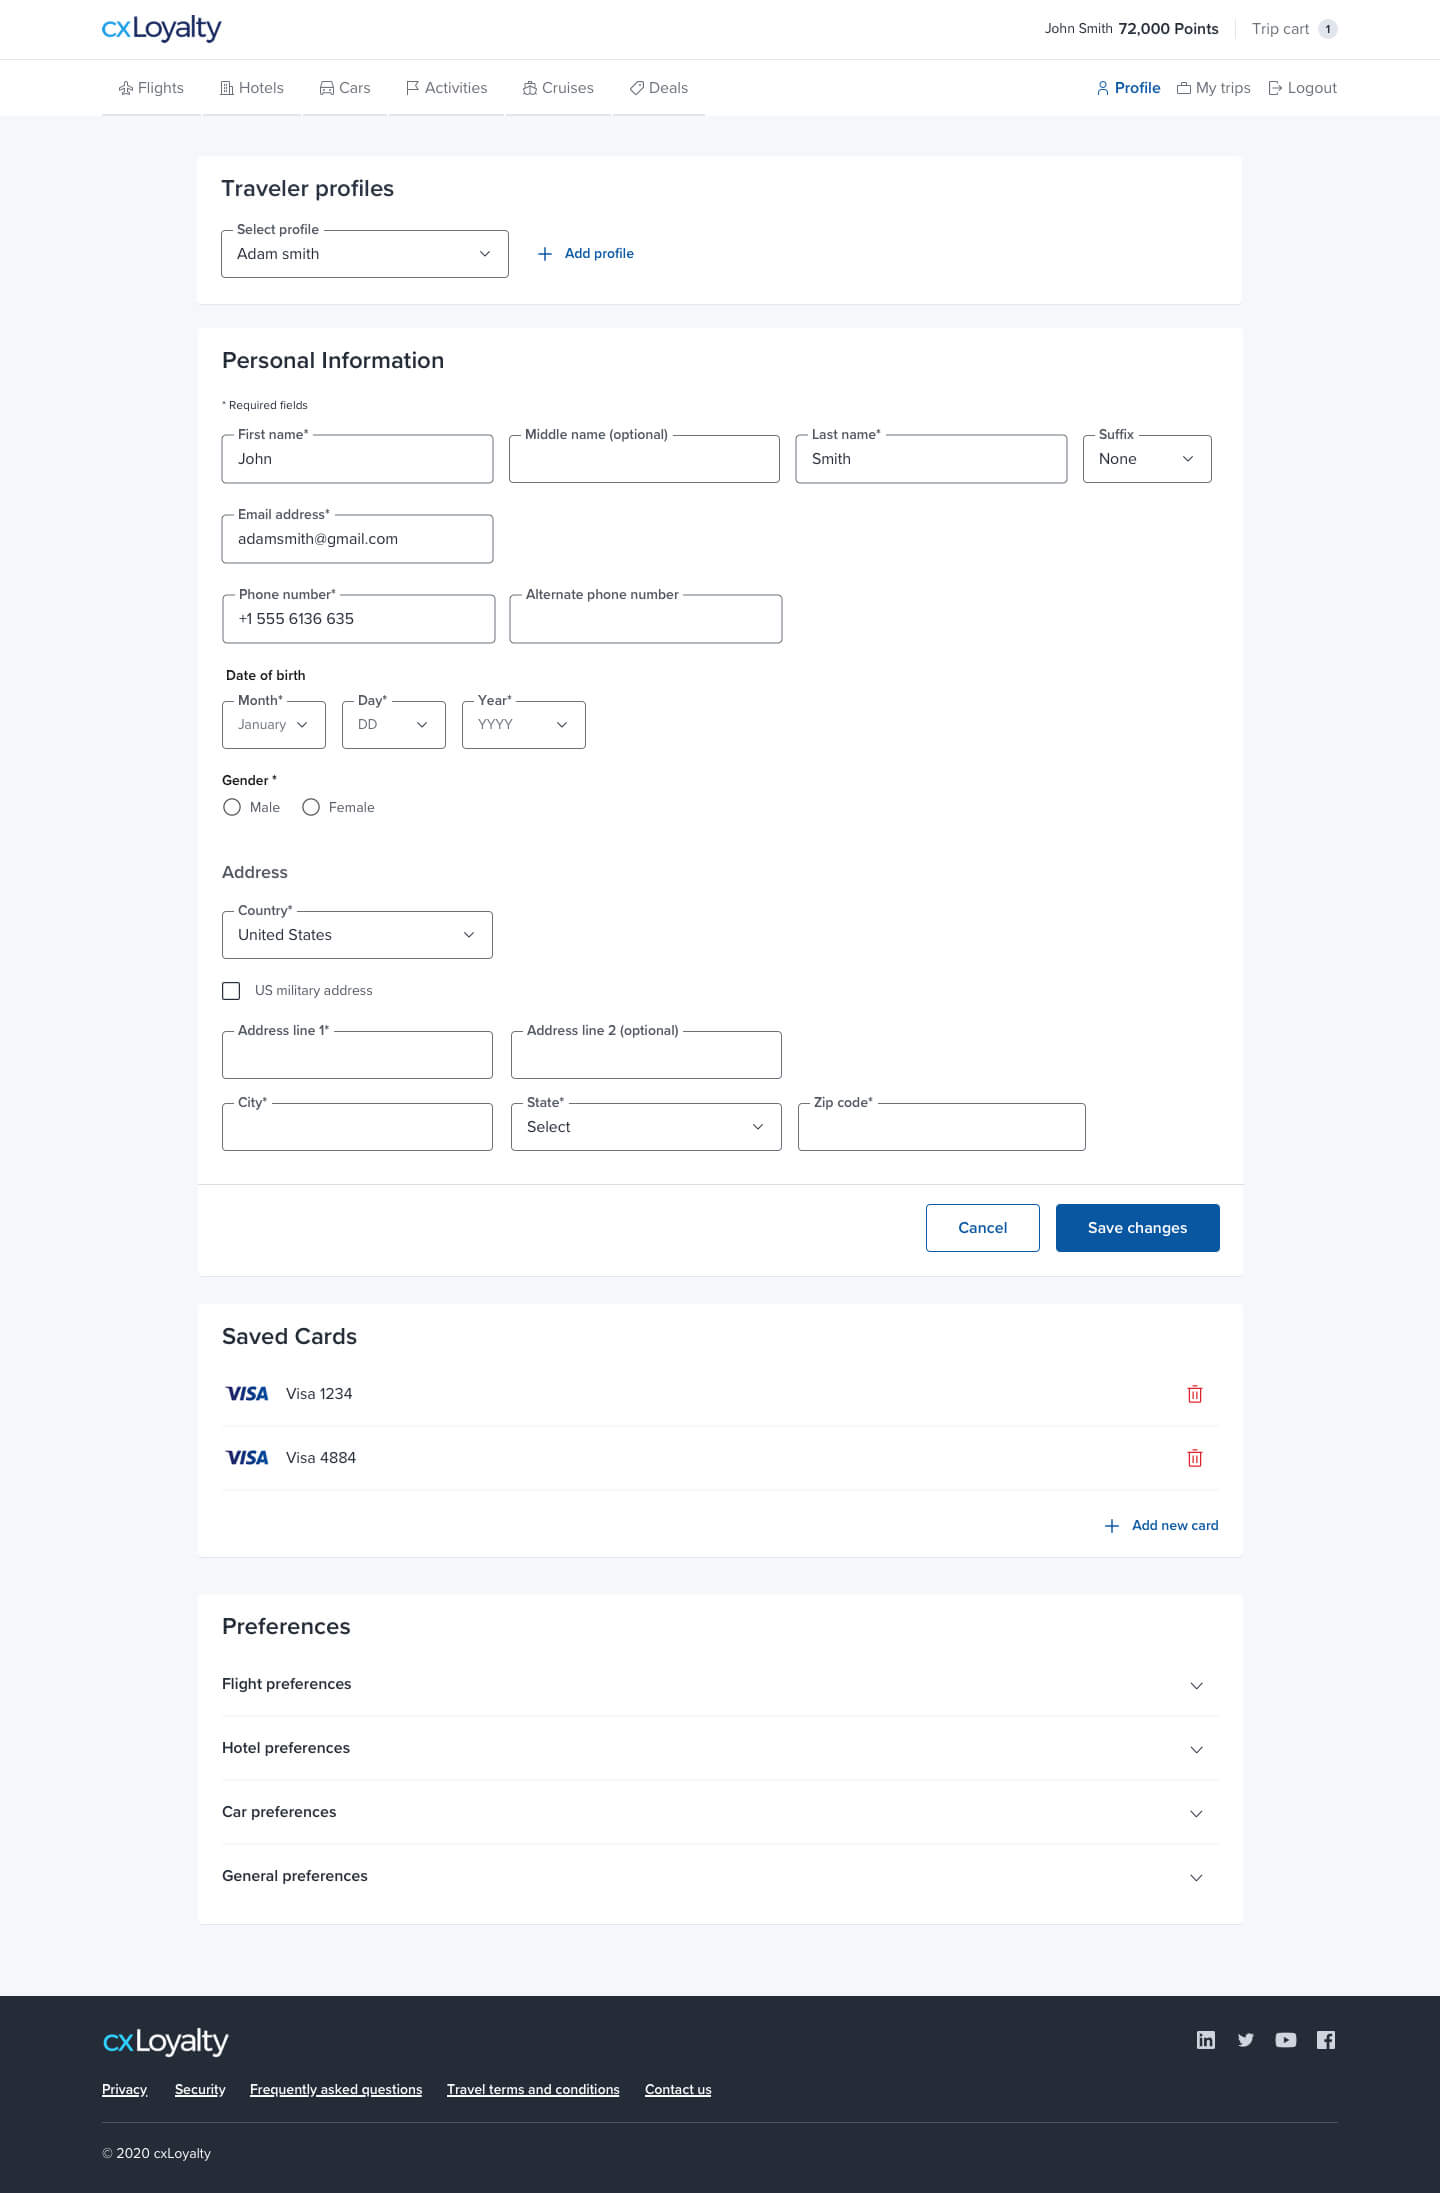 cxLoyalty
John Smith 72,000 Points
Trip cart 1
Flights Hotels Cars Activities Cruises Deals
Profile My trips Logout
Traveler profiles
Select profile
Adam smith
Add profile
Personal Information
* Required fields
First name* Middle name (optional) Last name* Suffix
John Smith None
Email address*
adamsmith@gmail.com
Phone number* Alternate phone number
+1 555 6136 635
Date of birth
Month* Day* Year*
January DD YYYY
Gender *
Male Female
Address
Country*
United States
US military address
Address line 1* Address line 2 (optional)
City* State* Zip code*
Select
Cancel Save changes
Saved Cards
VISA Visa 1234
VISA Visa 4884
Add new card
Preferences
Flight preferences
Hotel preferences
Car preferences
General preferences
cxLoyalty
in
Privacy Security Frequently asked questions Travel terms and conditions Contact us
© 2020 cxLoyalty